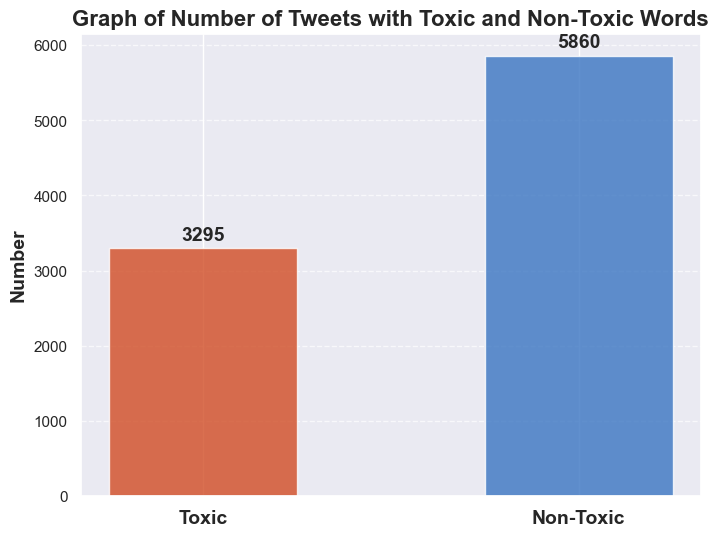 Graph of Number of Tweets with Toxic and Non-Toxic Words
6000
5860
5000
4000
3295
3000
Number
2000
1000
0
Toxic
Non-Toxic